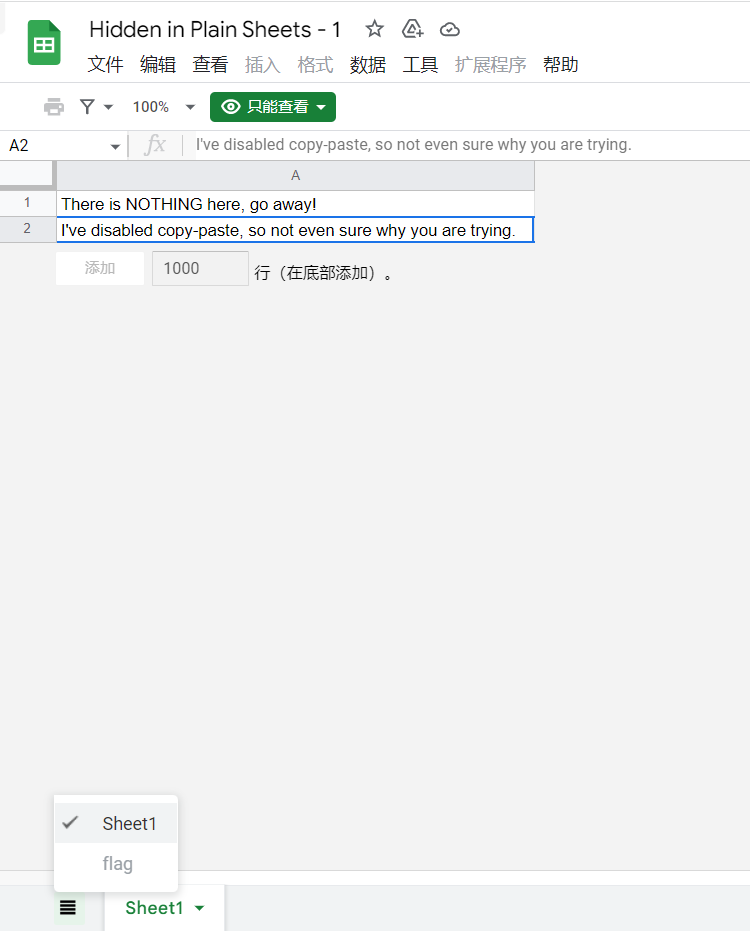 Hidden in Plain Sheets - 1
文件 编辑 查看 插入 格式 数据 工具 扩展程序 帮助
100% 只能查看
A2 fx I've disabled copy-paste, so not even sure why you are trying.
A
1 There is NOTHING here, go away!
2 I've disabled copy-paste, so not even sure why you are trying.
添加 1000 行（在底部添加）。
Sheet1
flag
Sheet1